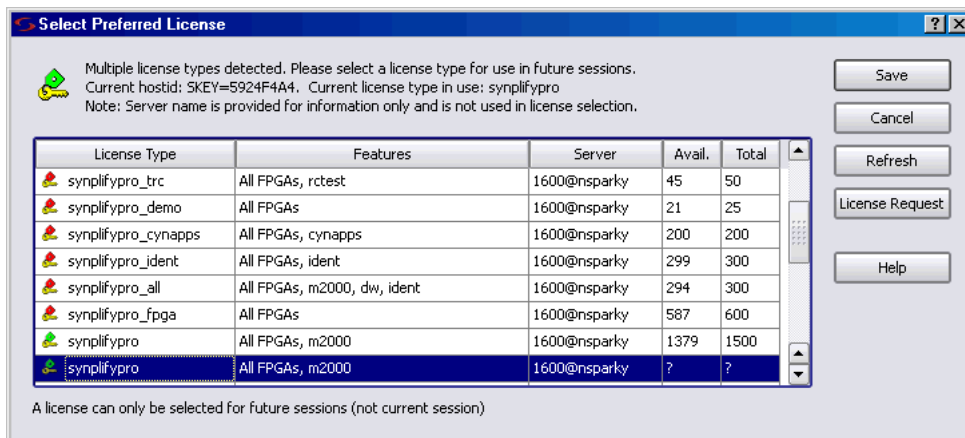 Select Preferred License
Multiple license types detected. Please select a license type for use in future sessions.
Current hostid: SKEY=5924F4A4.  Current license type in use: synplifypro
Note: Server name is provided for information only and is not used in license selection.
Save
Cancel
Refresh
License Request
Help
License Type Features Server Avail. Total
synplifypro_trc All FPGAs, rctest 1600@nsparky 45 50
synplifypro_demo All FPGAs 1600@nsparky 21 25
synplifypro_cynapps All FPGAs, cynapps 1600@nsparky 200 200
synplifypro_ident All FPGAs, ident 1600@nsparky 299 300
synplifypro_all All FPGAs, m2000, dw, ident 1600@nsparky 294 300
synplifypro_fpga All FPGAs 1600@nsparky 587 600
synplifypro All FPGAs, m2000 1600@nsparky 1379 1500
synplifypro All FPGAs, m2000 1600@nsparky ? ?
A license can only be selected for future sessions (not current session)